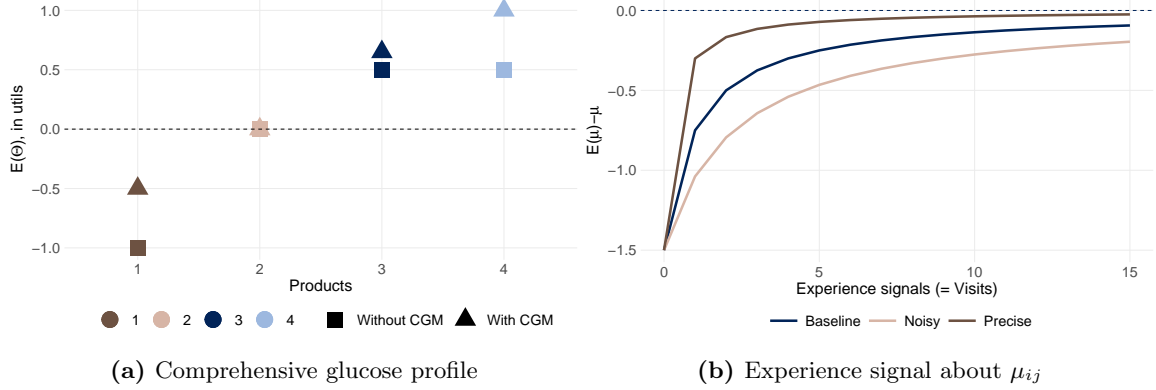 1.0
0.5
0.0
−0.5
−1.0
E(Θ), in utils
1 2 3 4
Products
1 2 3 4 Without CGM With CGM
(a) Comprehensive glucose profile
0.0
−0.5
−1.0
−1.5
E(μ)−μ
0 5 10 15
Experience signals (= Visits)
Baseline Noisy Precise
(b) Experience signal about μij